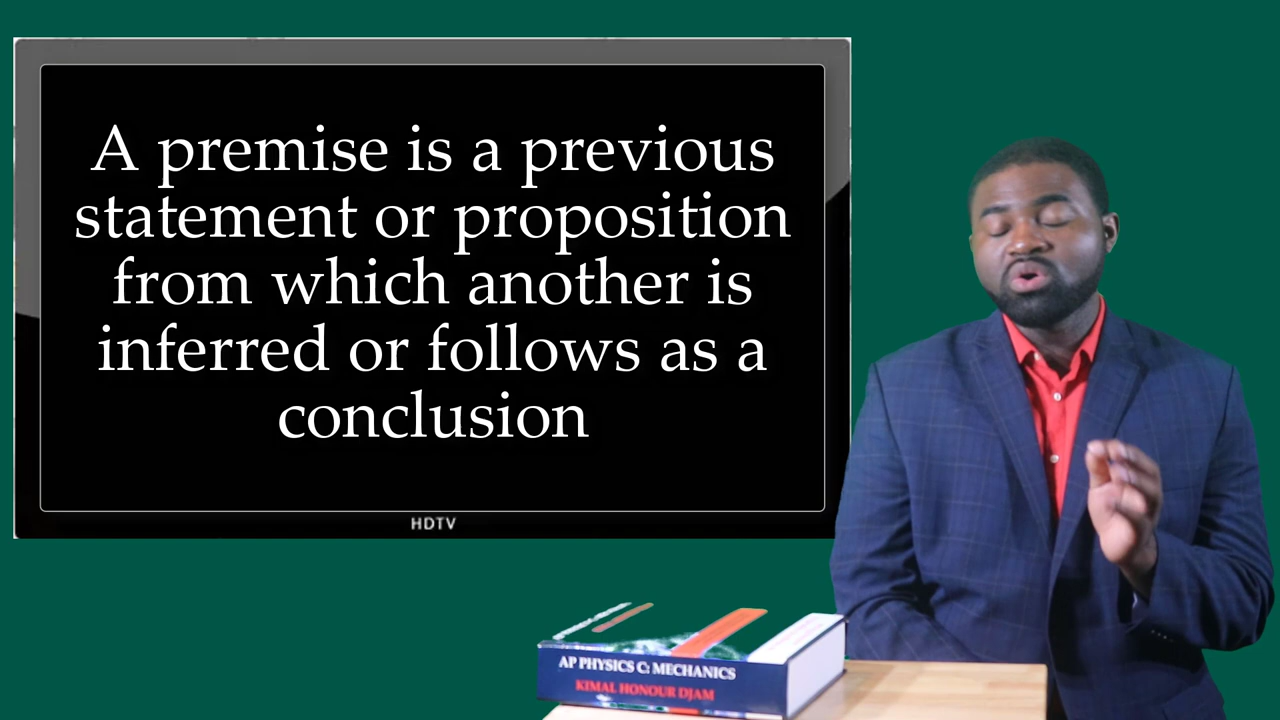 A premise is a previous
statement or proposition
from which another is
inferred or follows as a
conclusion
HDTV
AP PHYSICS C: MECHANICS
KIMAL HONOUR DJAM